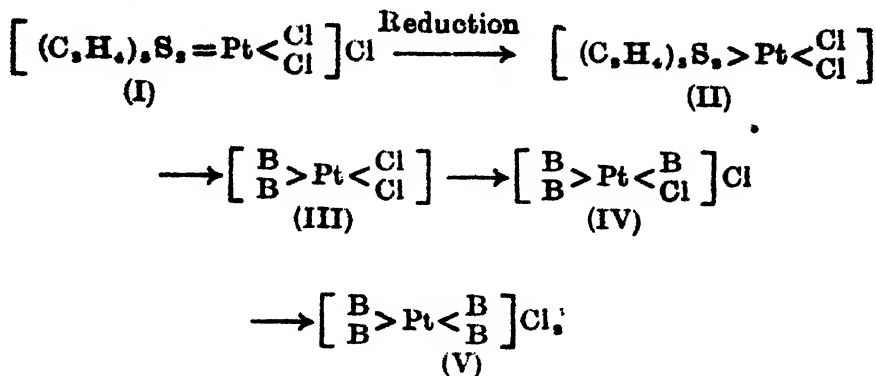 [ (C₂H₄)₂S₂=Pt<Cl Cl ]Cl Reduction⟶ [ (C₂H₄)₂S₂>Pt<Cl Cl ]
(I) (II)
⟶[ B B >Pt< Cl Cl ] ⟶[ B B >Pt< B Cl ]Cl
(III) (IV)
⟶[ B B >Pt< B B ]Cl₂
(V)